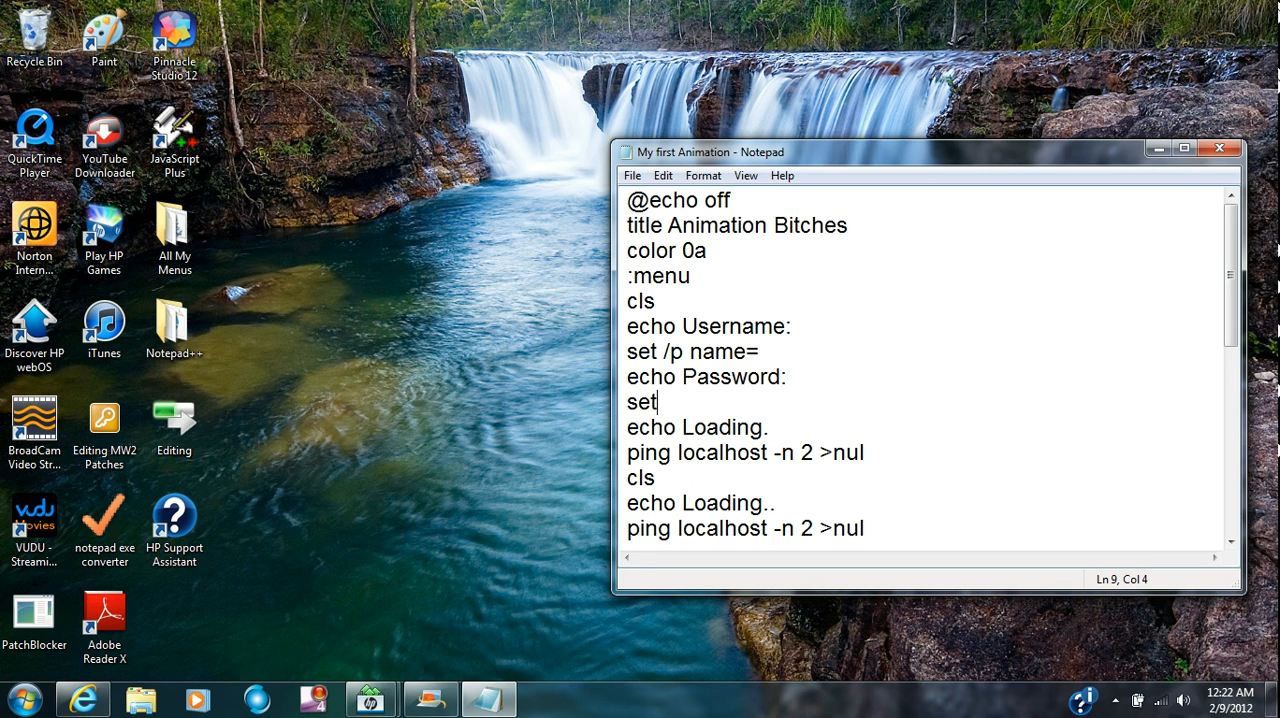 Recycle Bin
Paint
Pinnacle
Studio 12
QuickTime
Player
YouTube
Downloader
JavaScript
Plus
Norton
Intern...
Play HP
Games
All My
Menus
Discover HP
webOS
iTunes
Notepad++
BroadCam
Video Str...
Editing MW2
Patches
Editing
vudu
Movies
VUDU -
Streami...
notepad exe
converter
HP Support
Assistant
PatchBlocker
Adobe
Reader X
My first Animation - Notepad
File Edit Format View Help
@echo off
title Animation Bitches
color 0a
:menu
cls
echo Username:
set /p name=
echo Password:
set
echo Loading.
ping localhost -n 2 >nul
cls
echo Loading..
ping localhost -n 2 >nul
Ln 9, Col 4
4
hp
12:22 AM
2/9/2012